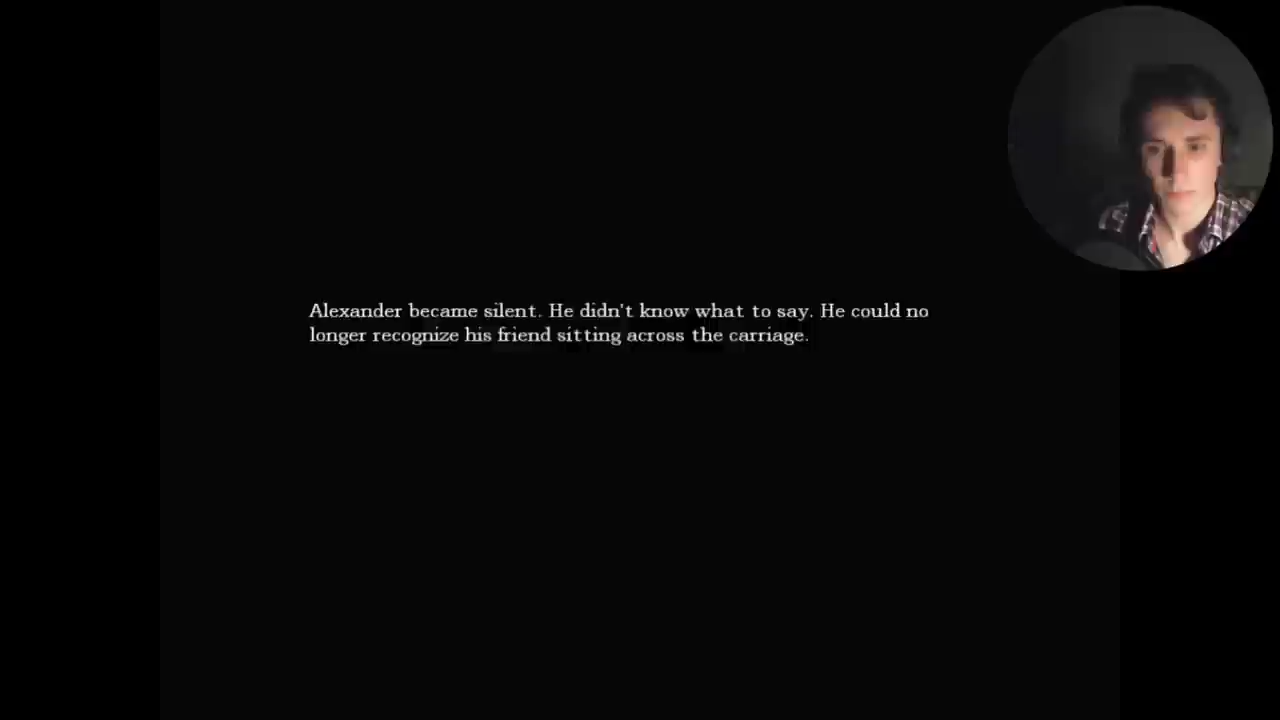 Alexander became silent. He didn't know what to say. He could no
longer recognize his friend sitting across the carriage.